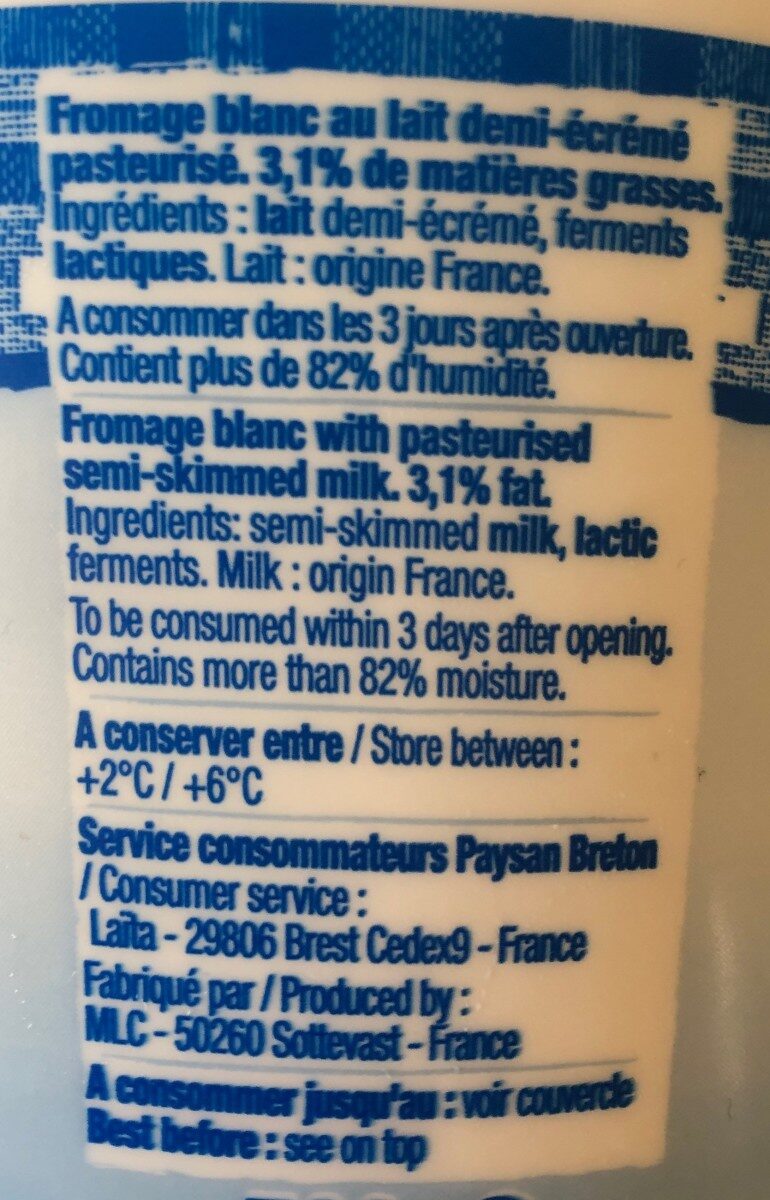 Fromage blanc au lait demi-écrémé
pasteurisé. 3,1% de matières grasses.
Ingrédients : lait demi-écrémé, ferments
lactiques. Lait : origine France.
A consommer dans les 3 jours après ouverture.
Contient plus de 82% d'humidité.
Fromage blanc with pasteurised
semi-skimmed milk. 3,1% fat.
Ingredients: semi-skimmed milk, lactic
ferments. Milk : origin France.
To be consumed within 3 days after opening.
Contains more than 82% moisture.
A conserver entre / Store between :
+2°C / +6°C
Service consommateurs Paysan Breton
/ Consumer service :
Laïta - 29806 Brest Cedex9 - France
Fabriqué par / Produced by :
MLC - 50260 Sottevast - France
A consommer jusqu'au : voir couvercle
Best before : see on top